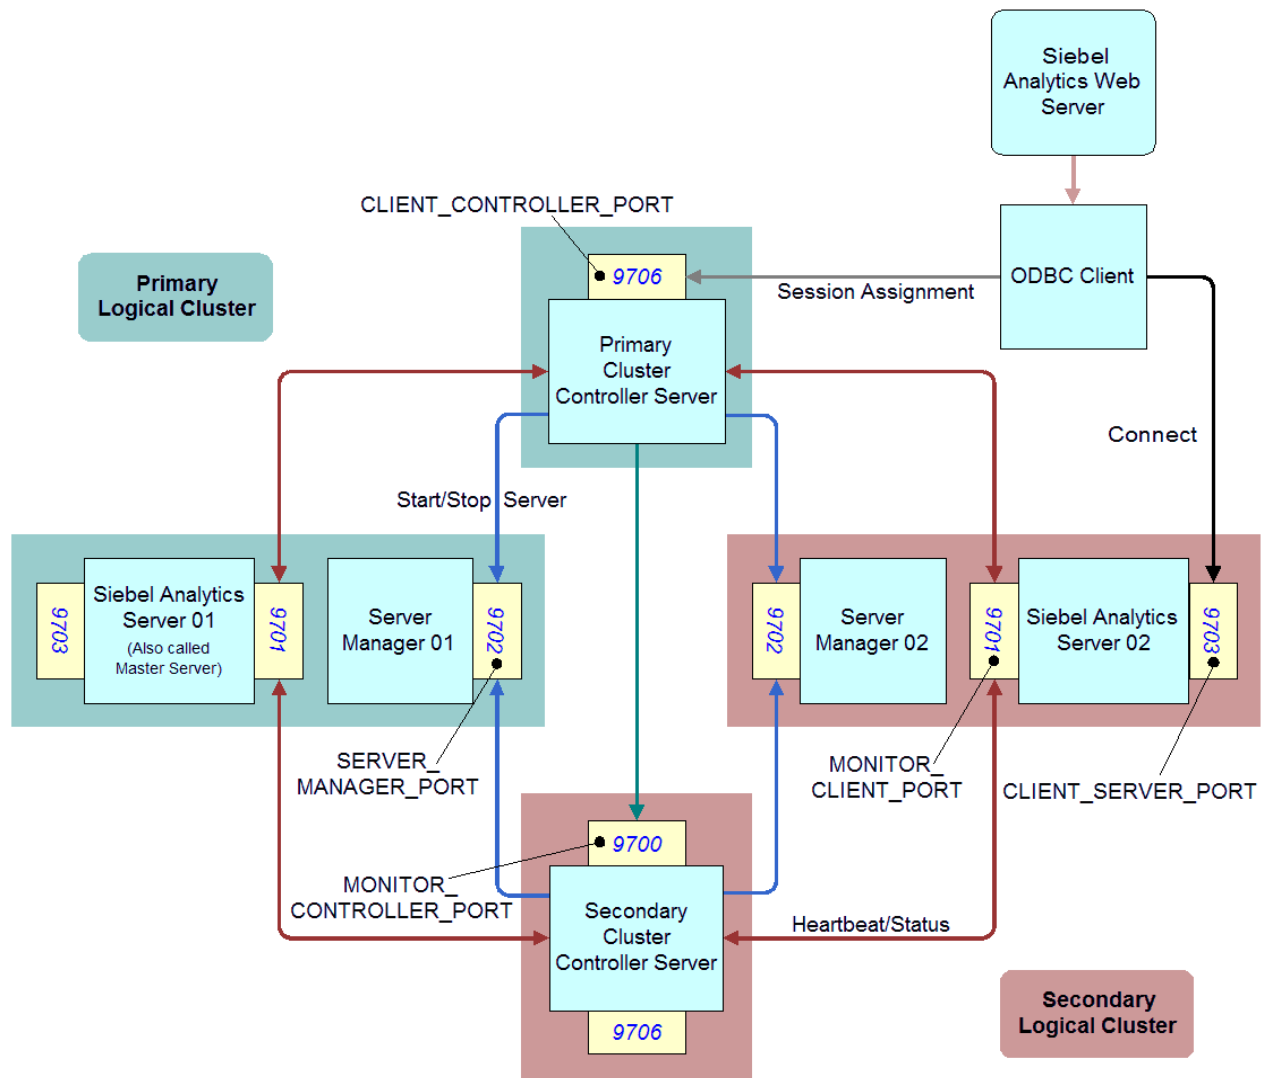 Siebel
Analytics Web
Server
CLIENT_CONTROLLER_PORT
Primary
Logical Cluster
9706
Session Assignment
ODBC Client
Primary
Cluster
Controller Server
Connect
Start/Stop Server
9703
Siebel Analytics
Server 01
(Also called
Master Server)
9701
Server
Manager 01
9702
9702
Server
Manager 02
9701
Siebel Analytics
Server 02
9703
SERVER_
MANAGER_PORT
MONITOR_
CLIENT_PORT
CLIENT_SERVER_PORT
9700
MONITOR_
CONTROLLER_PORT
Secondary
Cluster
Controller Server
Heartbeat/Status
9706
Secondary
Logical Cluster